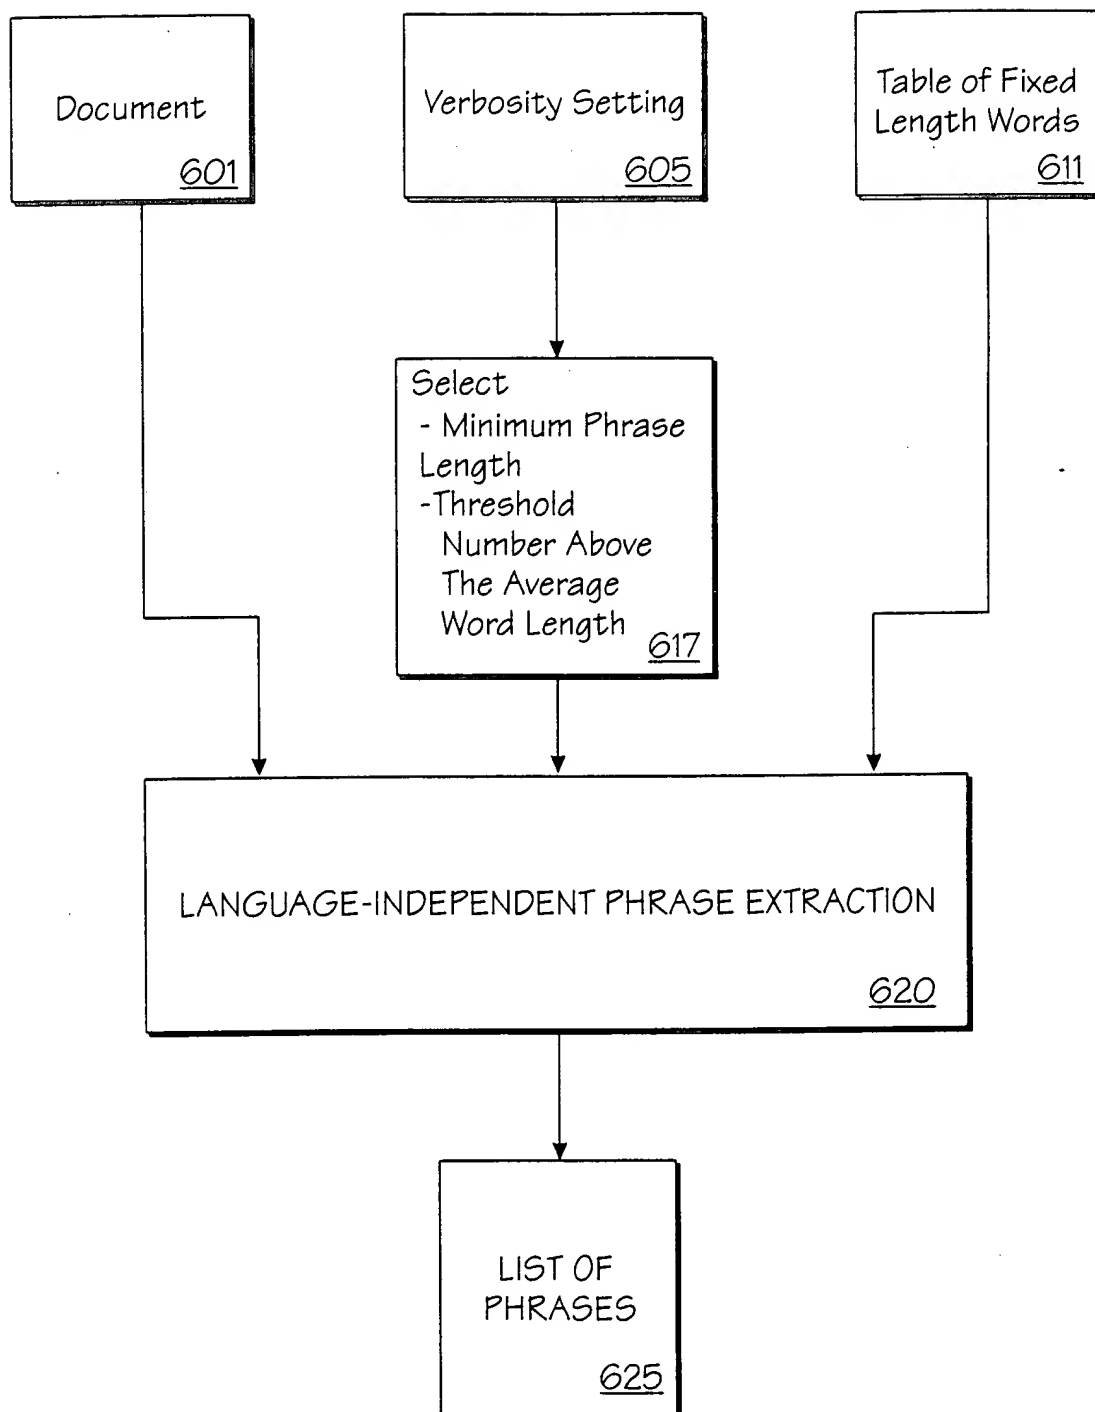 Document
601
Verbosity Setting
605
Table of Fixed
Length Words
611
Select
- Minimum Phrase
Length
-Threshold
Number Above
The Average
Word Length
617
LANGUAGE-INDEPENDENT PHRASE EXTRACTION
620
LIST OF
PHRASES
625